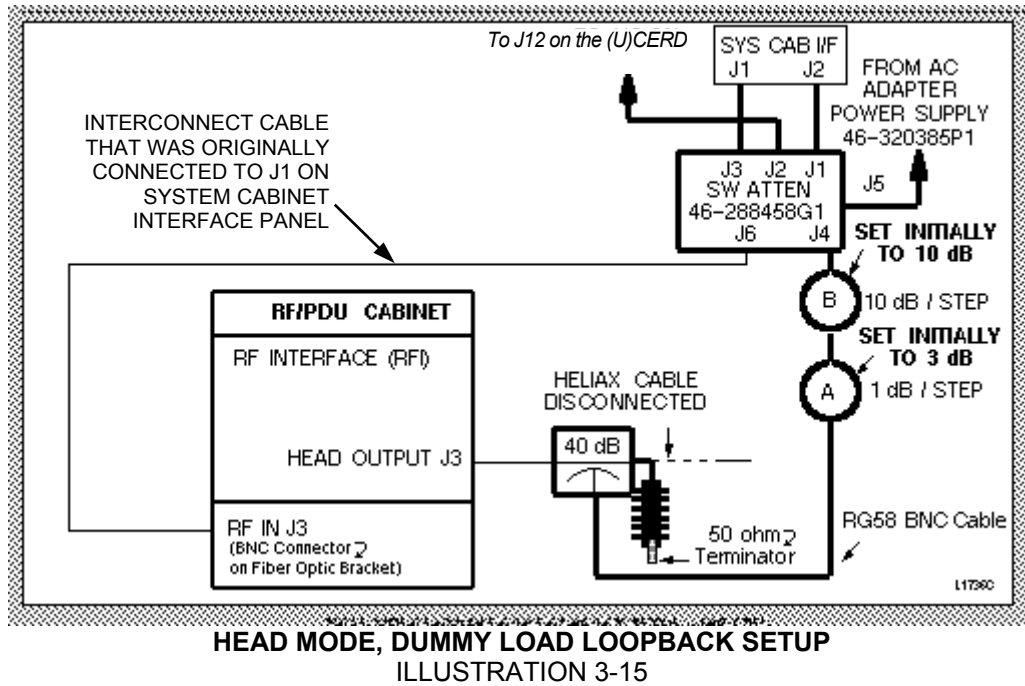 To J12 on the (U)CERD
SYS CAB I/F
J1 J2
FROM AC
ADAPTER
POWER SUPPLY
46-320385P1
INTERCONNECT CABLE
THAT WAS ORIGINALLY
CONNECTED TO J1 ON
SYSTEM CABINET
INTERFACE PANEL
J3 J2 J1
SW ATTEN
46-288458G1
J6 J4
J5
SET INITIALLY
TO 10 dB
B
10 dB / STEP
SET INITIALLY
TO 3 dB
A
1 dB / STEP
RF/PDU CABINET
RF INTERFACE (RFI)
HEAD OUTPUT J3
RF IN J3
(BNC Connector
on Fiber Optic Bracket)
HELIAX CABLE
DISCONNECTED
40 dB
50 ohm
Terminator
RG58 BNC Cable
L1736C
HEAD MODE, DUMMY LOAD LOOPBACK SETUP
ILLUSTRATION 3-15